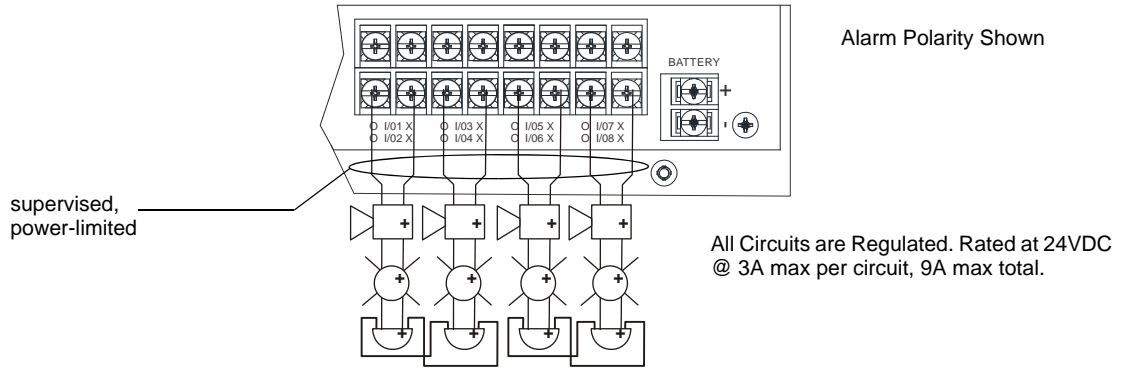 Alarm Polarity Shown
BATTERY
+
-
O I/01 X O I/03 X O I/05 X O I/07 X
O I/02 X O I/04 X O I/06 X O I/08 X
supervised,
power-limited
+ + + +
All Circuits are Regulated. Rated at 24VDC
@ 3A max per circuit, 9A max total.
+ + + +
+ + + +